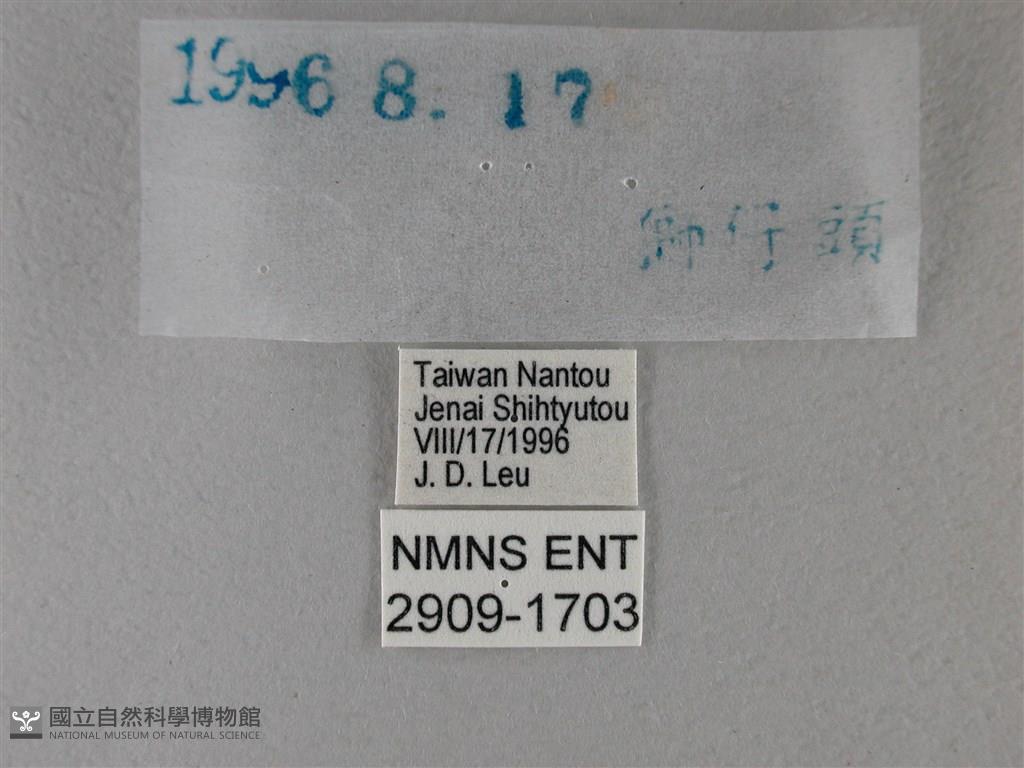 1996 8. 17
獅仔頭
Taiwan Nantou
Jenai Shihtyutou
VIII/17/1996
J. D. Leu
NMNS ENT
2909-1703
國立自然科學博物館
NATIONAL MUSEUM OF NATURAL SCIENCE